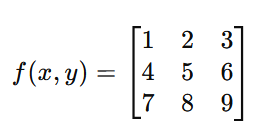 f(x, y) = [1 2 3
4 5 6
7 8 9]